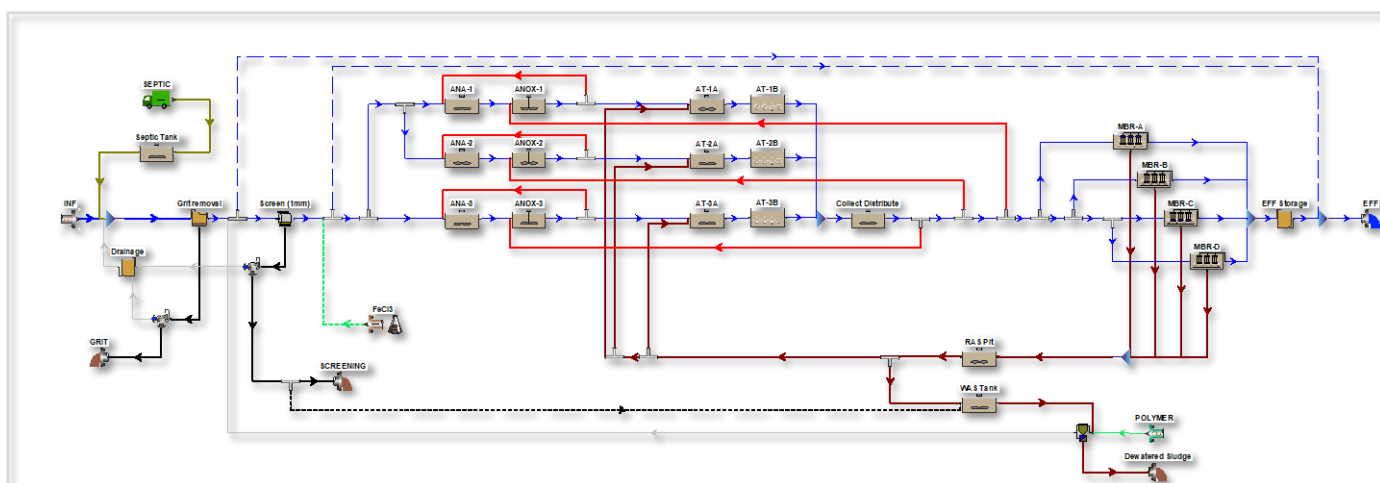 SEPTIC
Septic Tank
INF
Grit removal
Screen (1mm)
Drainage
GRIT
SCREENING
FeCl3
ANA-1
ANOX-1
AT-1A
AT-1B
ANA-2
ANOX-2
AT-2A
AT-2B
ANA-3
ANOX-3
AT-3A
AT-3B
Collect Distribute
MBR-A
MBR-B
MBR-C
MBR-D
EFF Storage
EFF
RAS Pit
WAS Tank
POLYMER
Dewatered Sludge